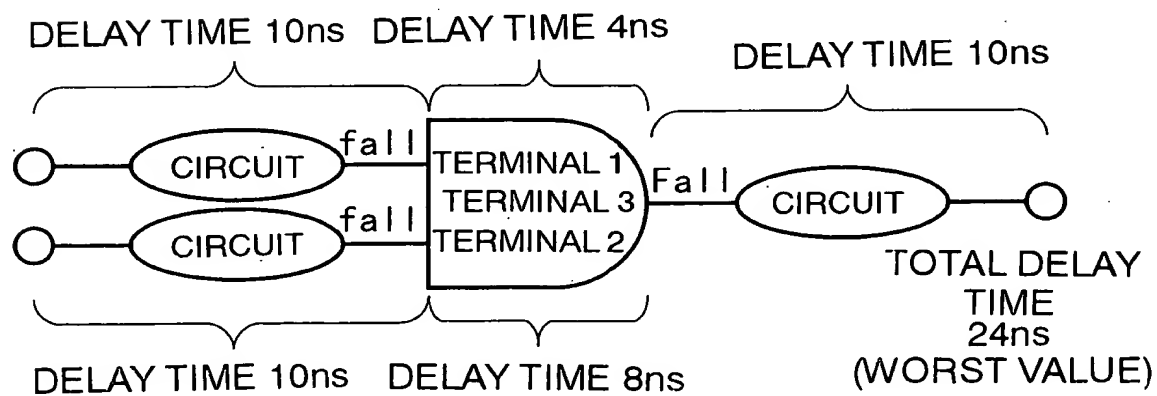 DELAY TIME 10ns
DELAY TIME 4ns
DELAY TIME 10ns
CIRCUIT
fall
TERMINAL 1
TERMINAL 3
Fall
CIRCUIT
CIRCUIT
fall
TERMINAL 2
TOTAL DELAY
TIME
24ns
(WORST VALUE)
DELAY TIME 10ns
DELAY TIME 8ns